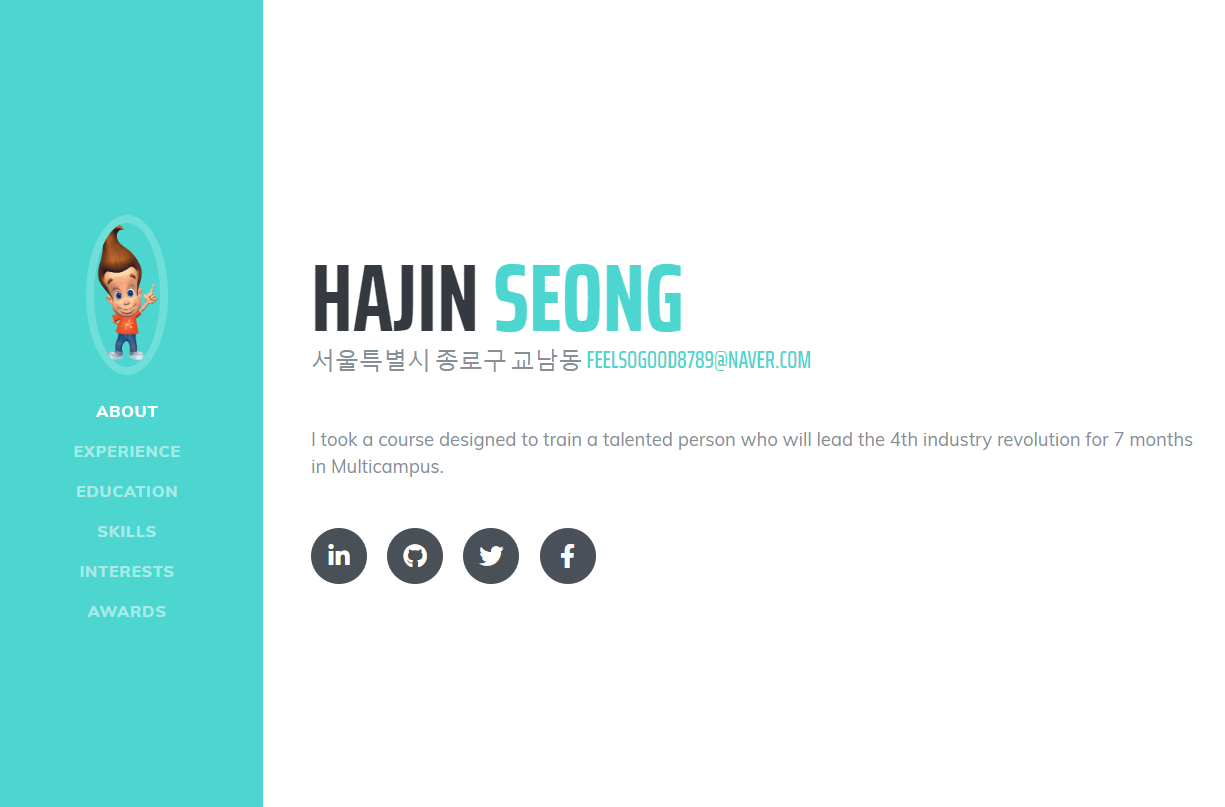 ABOUT
EXPERIENCE
EDUCATION
SKILLS
INTERESTS
AWARDS
HAJIN SEONG
서울특별시 종로구 교남동 FEELSOGOOD8789@NAVER.COM
I took a course designed to train a talented person who will lead the 4th industry revolution for 7 months
in Multicampus.